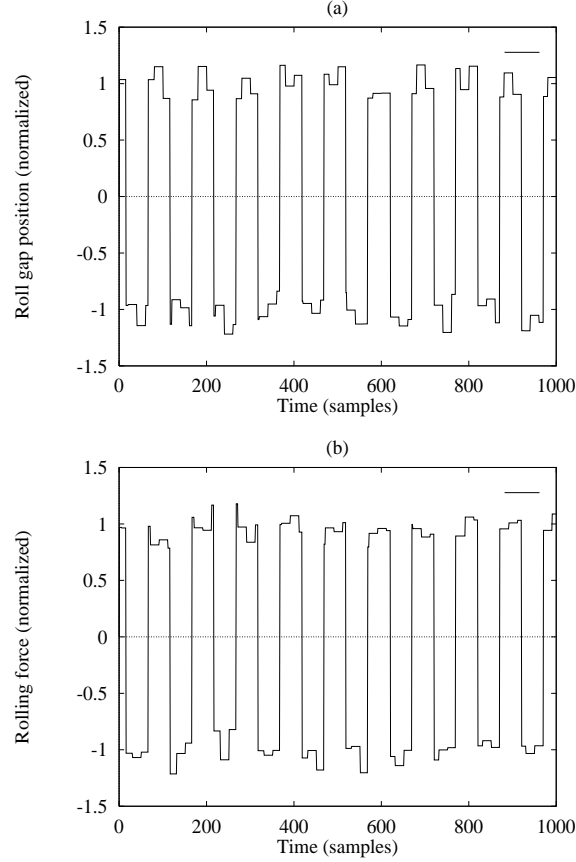 (a)
1.5
1
0.5
0
-0.5
-1
-1.5
Roll gap position (normalized)
0 200 400 600 800 1000
Time (samples)
(b)
1.5
1
0.5
0
-0.5
-1
-1.5
Rolling force (normalized)
0 200 400 600 800 1000
Time (samples)